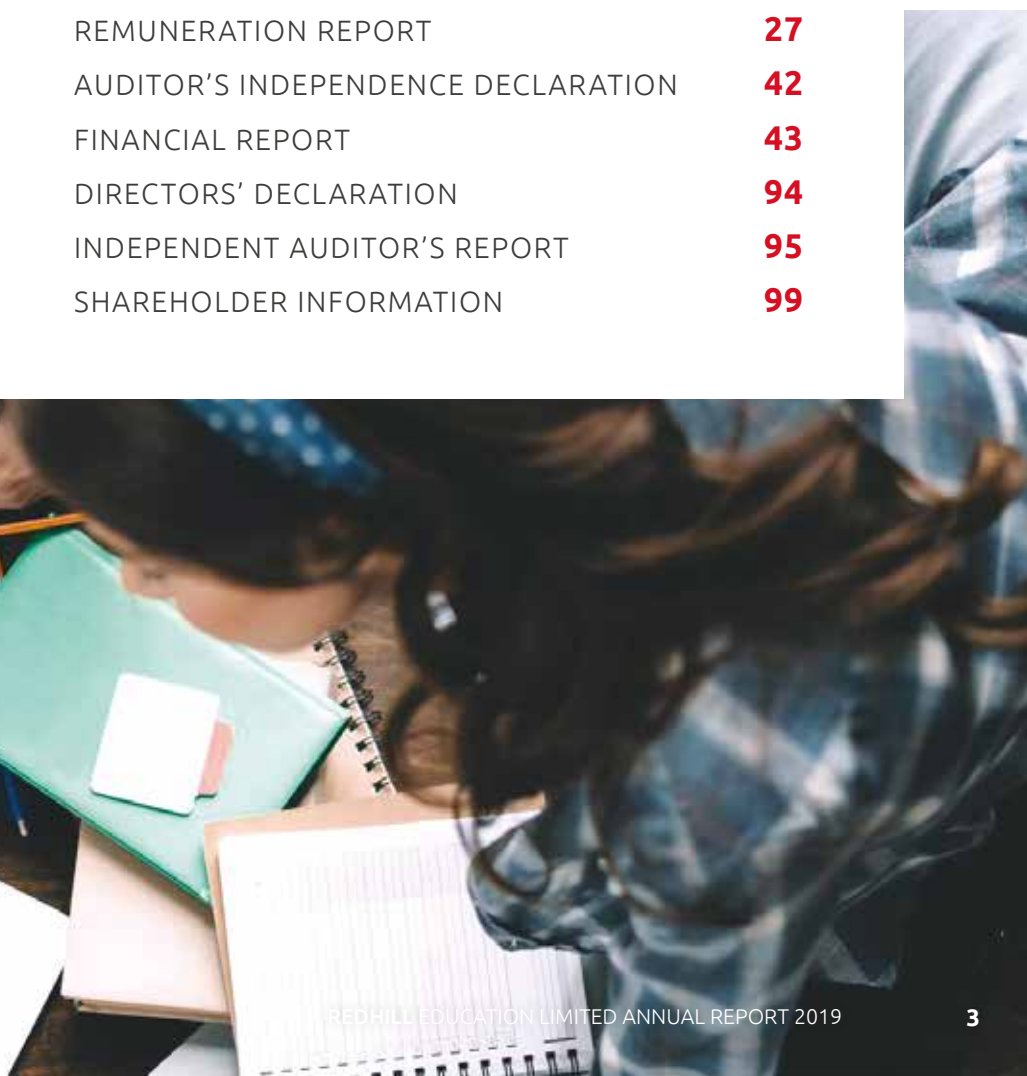 REMUNERATION REPORT 27
AUDITOR’S INDEPENDENCE DECLARATION 42
FINANCIAL REPORT 43
DIRECTORS’ DECLARATION 94
INDEPENDENT AUDITOR’S REPORT 95
SHAREHOLDER INFORMATION 99
REDHILL EDUCATION LIMITED ANNUAL REPORT 2019 3